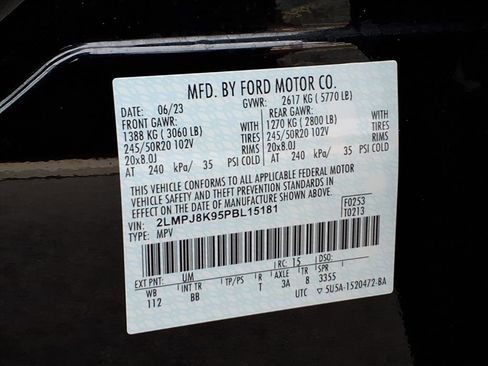 MFD. BY FORD MOTOR CO.
DATE: 06/23 GVWR: 2617 KG ( 5770 LB)
FRONT GAWR: REAR GAWR:
1388 KG ( 3060 LB) WITH 1270 KG ( 2800 LB) WITH
245/50R20 102V TIRES 245/50R20 102V TIRES
20x8.0J RIMS 20x8.0J RIMS
AT 240 kPa/ 35 PSI COLD AT 240 kPa/ 35 PSI COLD
THIS VEHICLE CONFORMS TO ALL APPLICABLE FEDERAL MOTOR
VEHICLE SAFETY AND THEFT PREVENTION STANDARDS IN
EFFECT ON THE DATE OF MANUFACTURE SHOWN ABOVE.
VIN: 2LMPJ8K95PBL15181 F0253
TYPE: MPV T0213
EXT PNT: UM RC: 15 DSO:
WB INT TR TP/PS R AXLE TR SPR
112 BB T 3A 8 3355
UTC ▽ 5U5A-1520472-BA